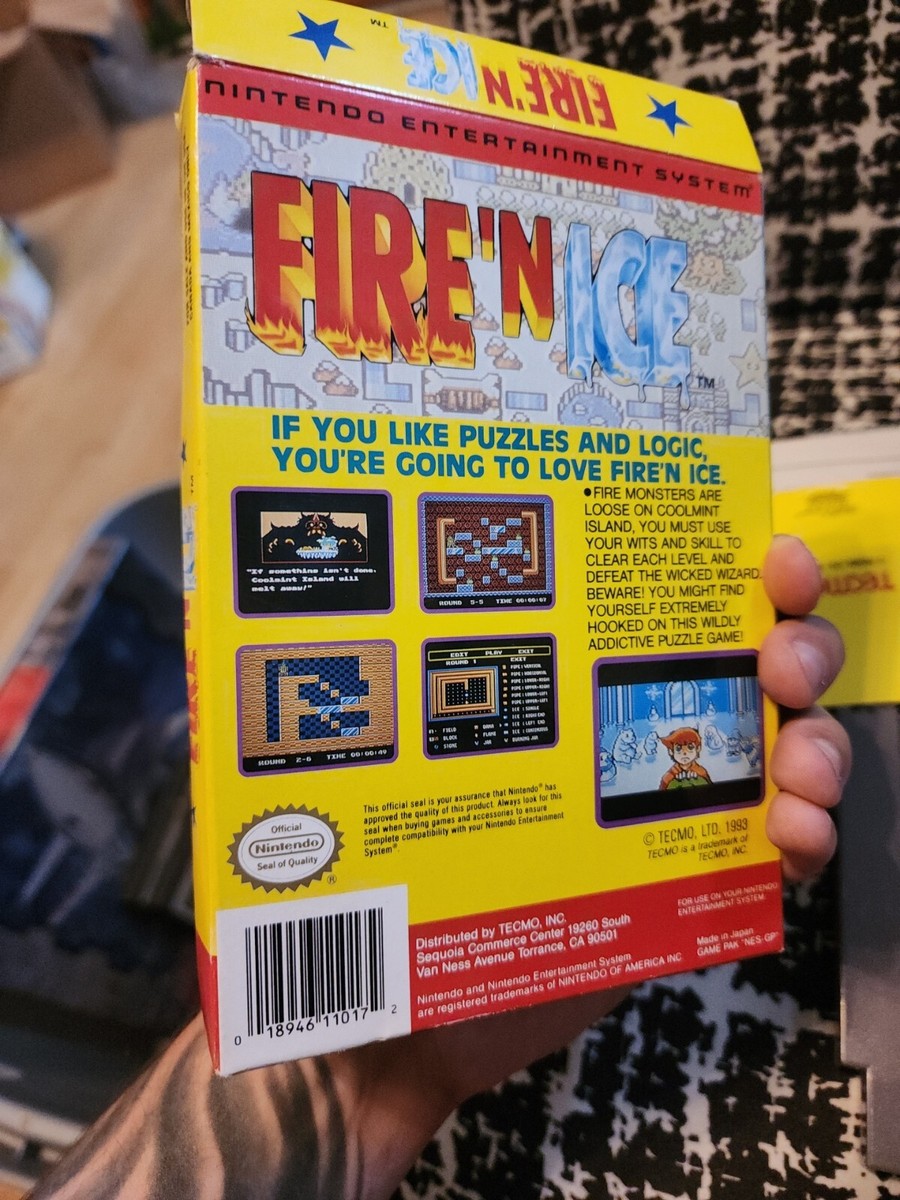 FIRE'N ICE
TM
NINTENDO ENTERTAINMENT SYSTEM®
FIRE'N ICE
TM
IF YOU LIKE PUZZLES AND LOGIC,
YOU'RE GOING TO LOVE FIRE'N ICE.
"If something isn't done,
Coolmint Island will
melt away!"
ROUND 5-5 TIME 00:00:07
ROUND 2-6 TIME 00:00:49
EDIT PLAY EXIT
ROUND 1 EXIT
FIELD
BLOCK
STONE
FLAME
JAR
BURNING JAR
•FIRE MONSTERS ARE
LOOSE ON COOLMINT
ISLAND, YOU MUST USE
YOUR WITS AND SKILL TO
CLEAR EACH LEVEL AND
DEFEAT THE WICKED WIZARD.
BEWARE! YOU MIGHT FIND
YOURSELF EXTREMELY
HOOKED ON THIS WILDLY
ADDICTIVE PUZZLE GAME!
Official
Nintendo
Seal of Quality
®
This official seal is your assurance that Nintendo® has
approved the quality of this product. Always look for this
seal when buying games and accessories to ensure
complete compatibility with your Nintendo Entertainment
System®.
© TECMO, LTD. 1993
TECMO is a trademark of
TECMO, INC.
0 18946 11017 2
Distributed by TECMO, INC.
Sequoia Commerce Center 19260 South
Van Ness Avenue Torrance, CA 90501
Nintendo and Nintendo Entertainment System
are registered trademarks of NINTENDO OF AMERICA INC
FOR USE ON YOUR NINTENDO
ENTERTAINMENT SYSTEM
Made in Japan
GAME PAK "NES-GP"
TECMO